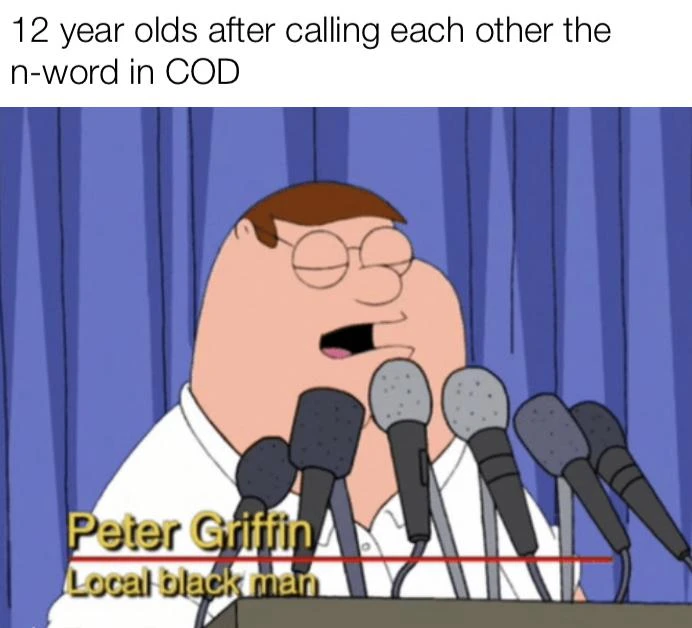 12 year olds after calling each other the
n-word in COD
Peter Griffin
Local black man